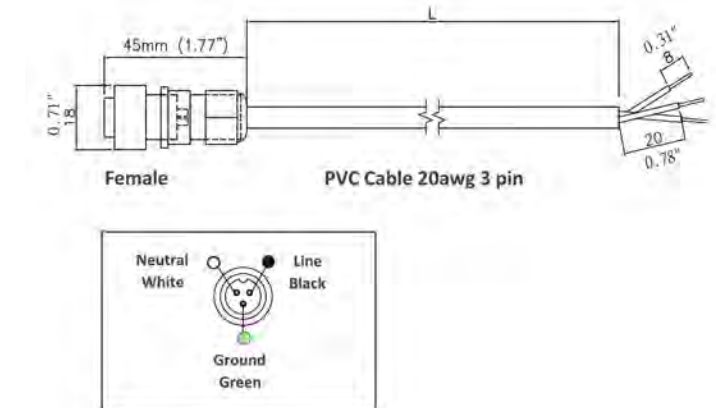 L
45mm (1.77")
0.31"
8
0.71"
18
20
0.78"
Female
PVC Cable 20awg 3 pin
Neutral
White
Line
Black
Ground
Green